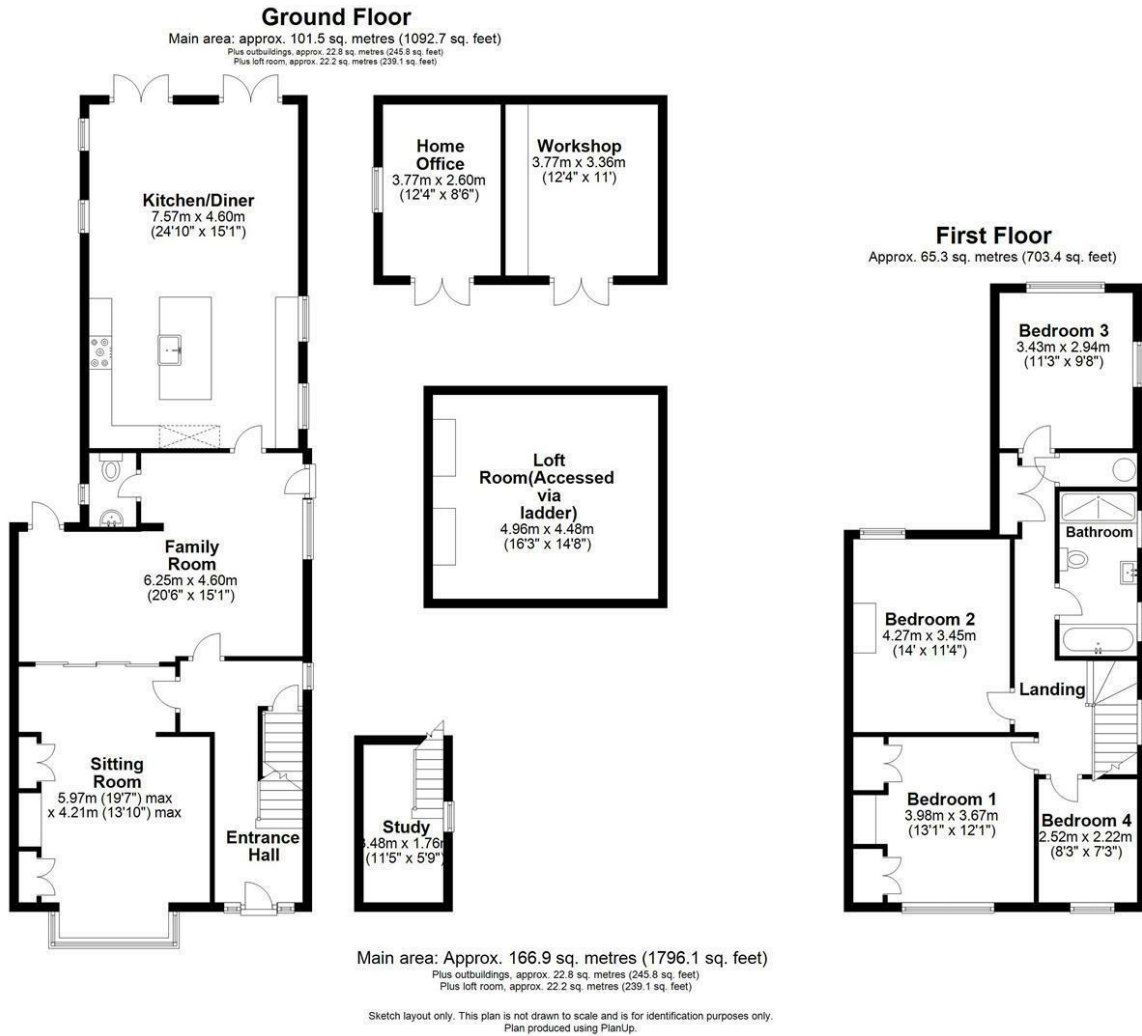 Ground Floor
Main area: approx. 101.5 sq. metres (1092.7 sq. feet)
Plus outbuildings, approx. 22.8 sq. metres (245.8 sq. feet)
Plus loft room, approx. 22.2 sq. metres (239.1 sq. feet)
Kitchen/Diner
7.57m x 4.60m
(24'10" x 15'1")
Home
Office
3.77m x 2.60m
(12'4" x 8'6")
Workshop
3.77m x 3.36m
(12'4" x 11')
Loft
Room(Accessed
via
ladder)
4.96m x 4.48m
(16'3" x 14'8")
Family
Room
6.25m x 4.60m
(20'6" x 15'1")
Sitting
Room
5.97m (19'7") max
x 4.21m (13'10") max
Entrance
Hall
Study
3.48m x 1.76m
(11'5" x 5'9")
First Floor
Approx. 65.3 sq. metres (703.4 sq. feet)
Bedroom 3
3.43m x 2.94m
(11'3" x 9'8")
Bathroom
Bedroom 2
4.27m x 3.45m
(14' x 11'4")
Landing
Bedroom 1
3.98m x 3.67m
(13'1" x 12'1")
Bedroom 4
2.52m x 2.22m
(8'3" x 7'3")
Main area: Approx. 166.9 sq. metres (1796.1 sq. feet)
Plus outbuildings, approx. 22.8 sq. metres (245.8 sq. feet)
Plus loft room, approx. 22.2 sq. metres (239.1 sq. feet)
Sketch layout only. This plan is not drawn to scale and is for identification purposes only.
Plan produced using PlanUp.